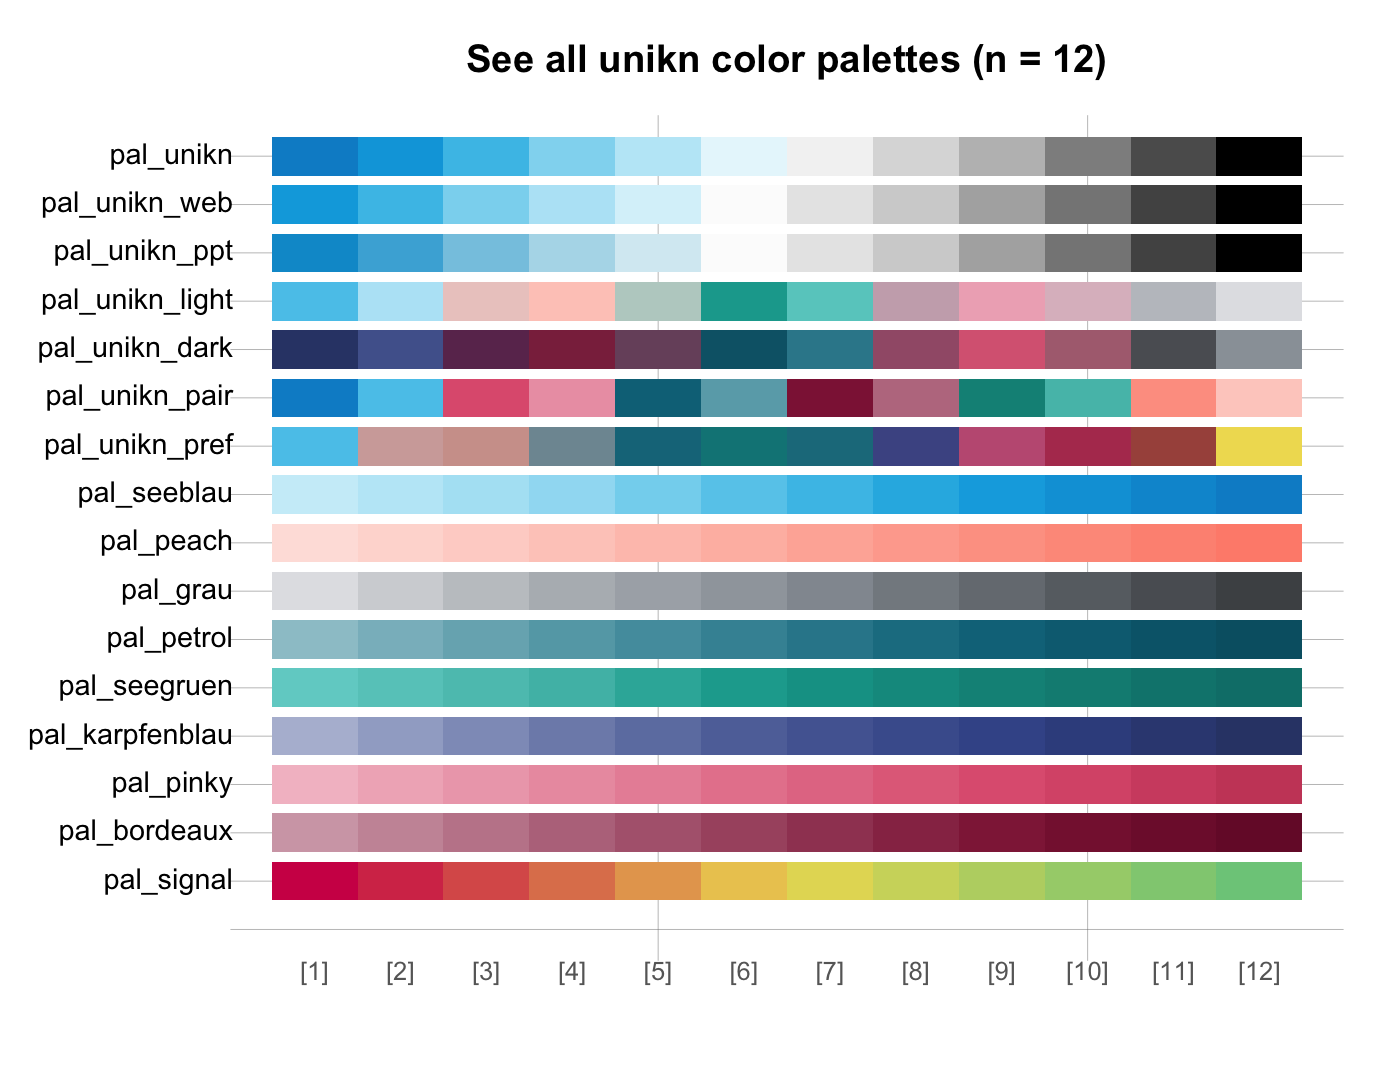 See all unikn color palettes (n = 12)
pal_unikn
pal_unikn_web
pal_unikn_ppt
pal_unikn_light
pal_unikn_dark
pal_unikn_pair
pal_unikn_pref
pal_seeblau
pal_peach
pal_grau
pal_petrol
pal_seegruen
pal_karpfenblau
pal_pinky
pal_bordeaux
pal_signal
[1] [2] [3] [4] [5] [6] [7] [8] [9] [10] [11] [12]